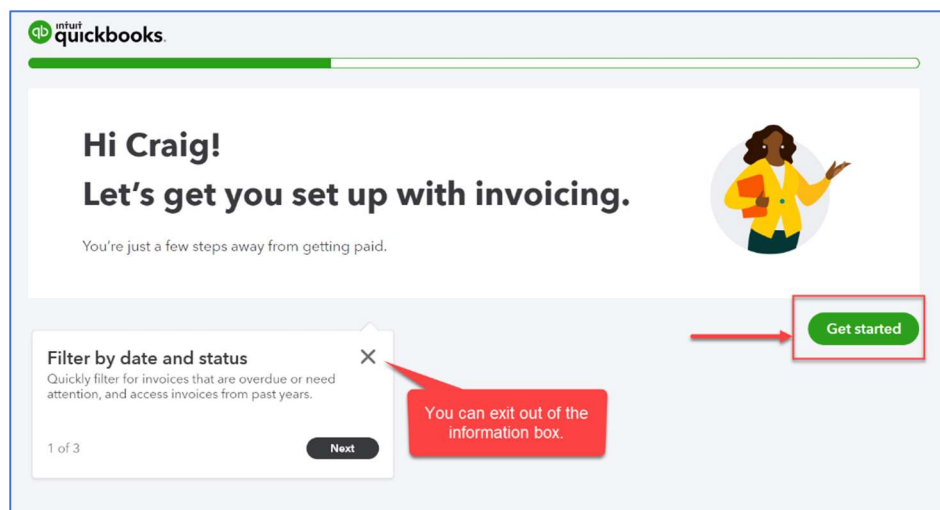 qb intuit
quickbooks.
Hi Craig!
Let's get you set up with invoicing.
You're just a few steps away from getting paid.
Get started
Filter by date and status
Quickly filter for invoices that are overdue or need
attention, and access invoices from past years.
1 of 3
Next
You can exit out of the
information box.